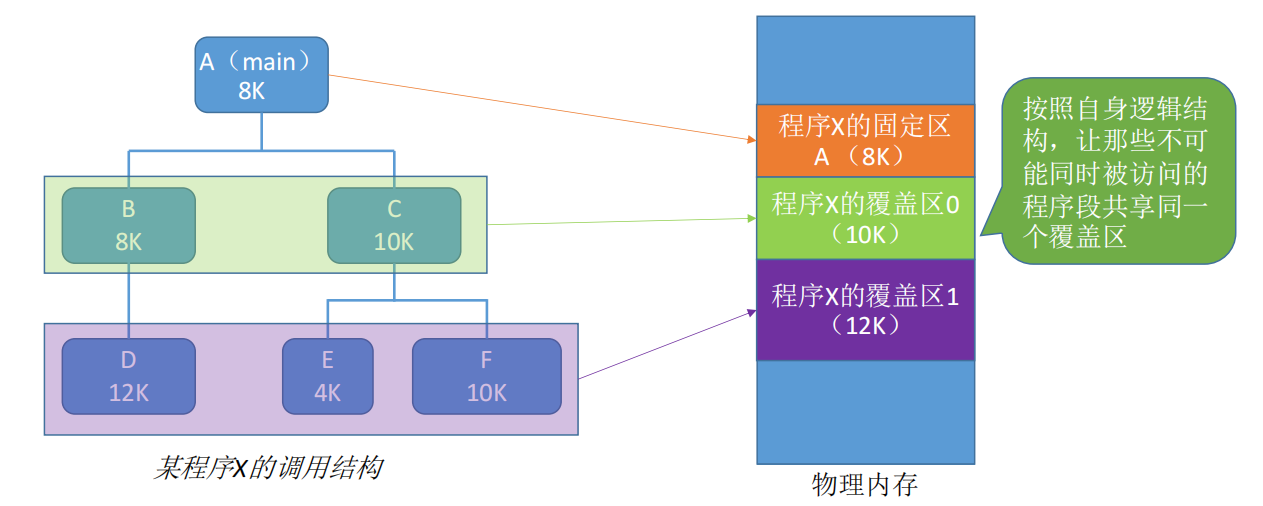 A（main）
8K
B
8K
C
10K
D
12K
E
4K
F
10K
某程序X的调用结构
程序X的固定区
A （8K）
程序X的覆盖区0
（10K）
程序X的覆盖区1
（12K）
物理内存
按照自身逻辑结
构，让那些不可
能同时被访问的
程序段共享同一
个覆盖区